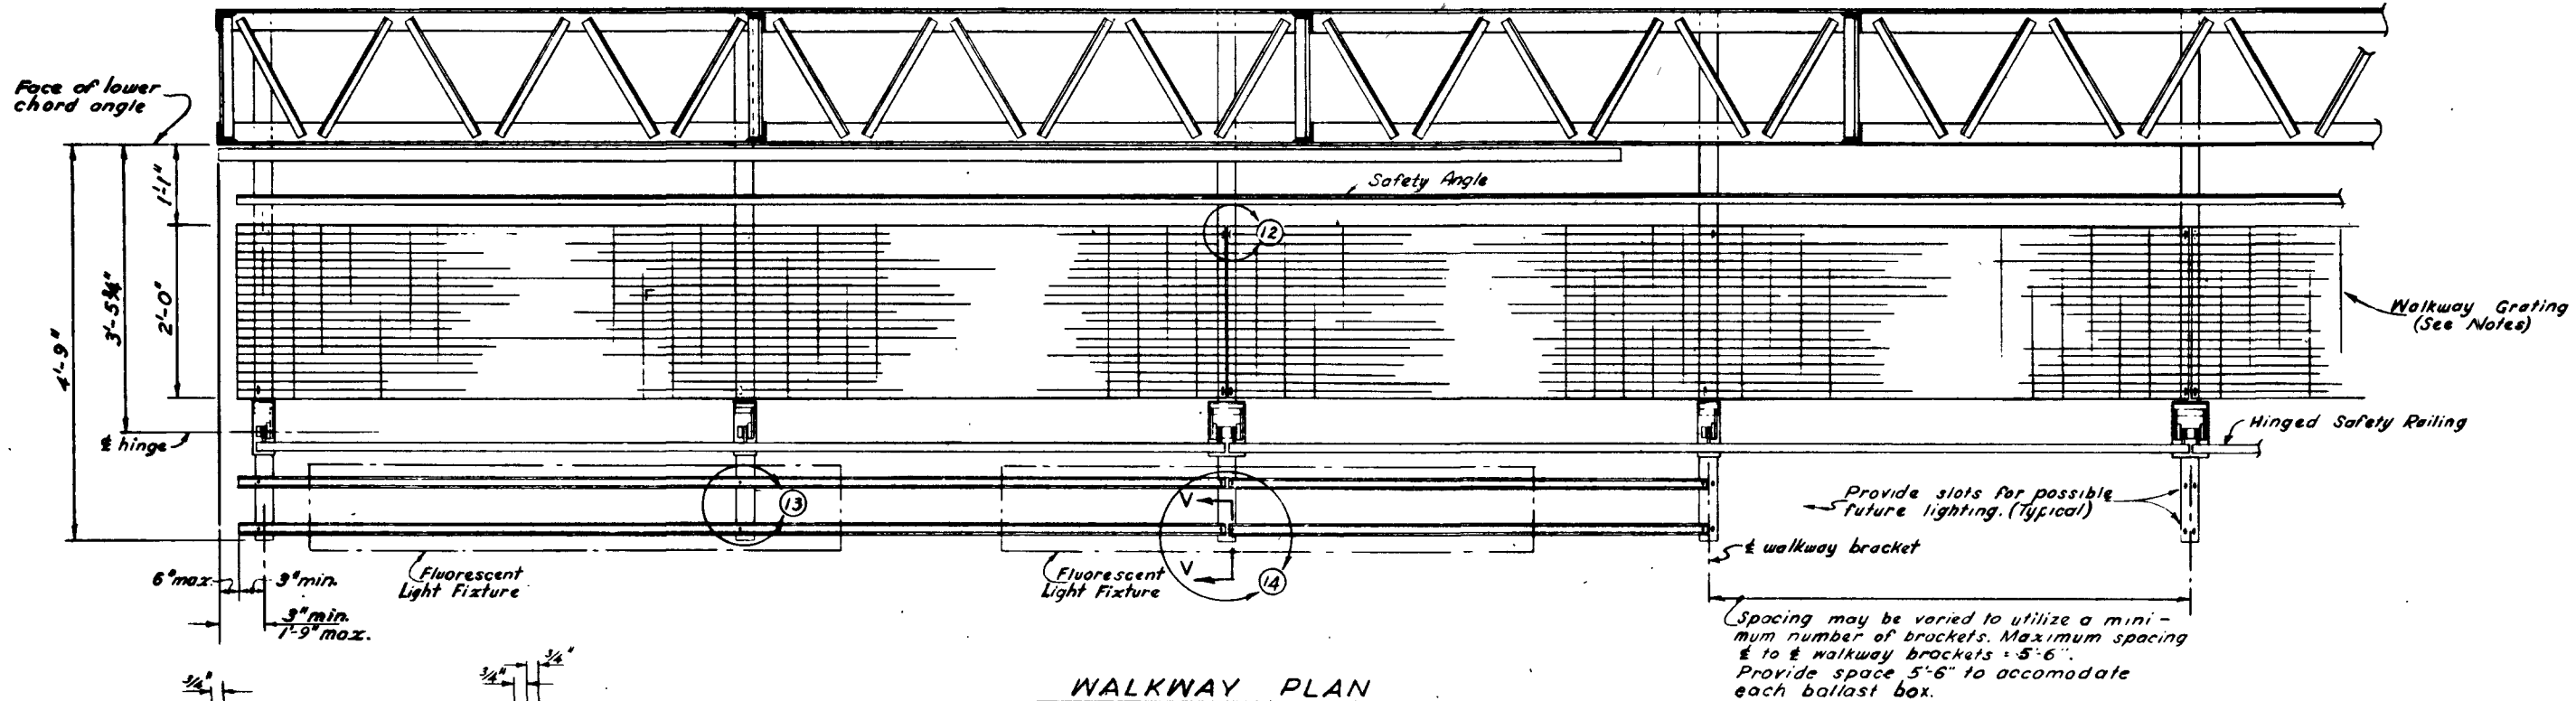 Face of lower
chord angle
1'-1"
Safety Angle
12
3'-5¾"
2'-0"
4'-9"
Walkway Grating
(See Notes)
℄ hinge
Hinged Safety Railing
13
V
V
14
Provide slots for possible
future lighting. (Typical)
℄ walkway bracket
6" max.
3" min.
3" min.
1'-9" max.
Fluorescent
Light Fixture
Fluorescent
Light Fixture
Spacing may be varied to utilize a mini-
mum number of brackets. Maximum spacing
℄ to ℄ walkway brackets = 5'-6".
Provide space 5'-6" to accomodate
each ballast box.
¾"
¾"
¾"
WALKWAY PLAN